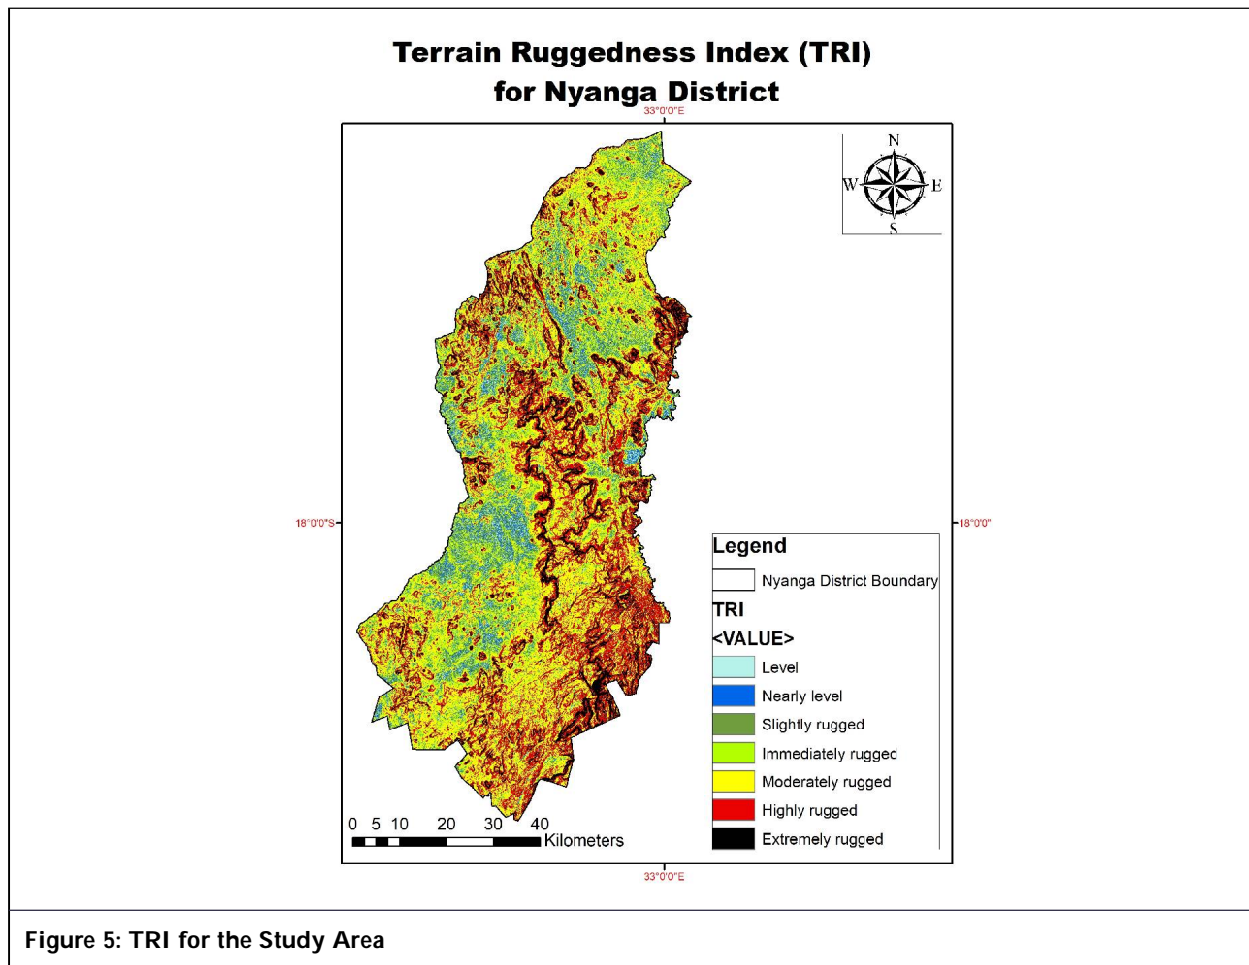 Terrain Ruggedness Index (TRI)
for Nyanga District
33°0'0"E
N
W E
S
18°0'0"S
18°0'0"
Legend
Nyanga District Boundary
TRI
<VALUE>
Level
Nearly level
Slightly rugged
Immediately rugged
Moderately rugged
Highly rugged
Extremely rugged
0 5 10 20 30 40
Kilometers
33°0'0"E
Figure 5: TRI for the Study Area